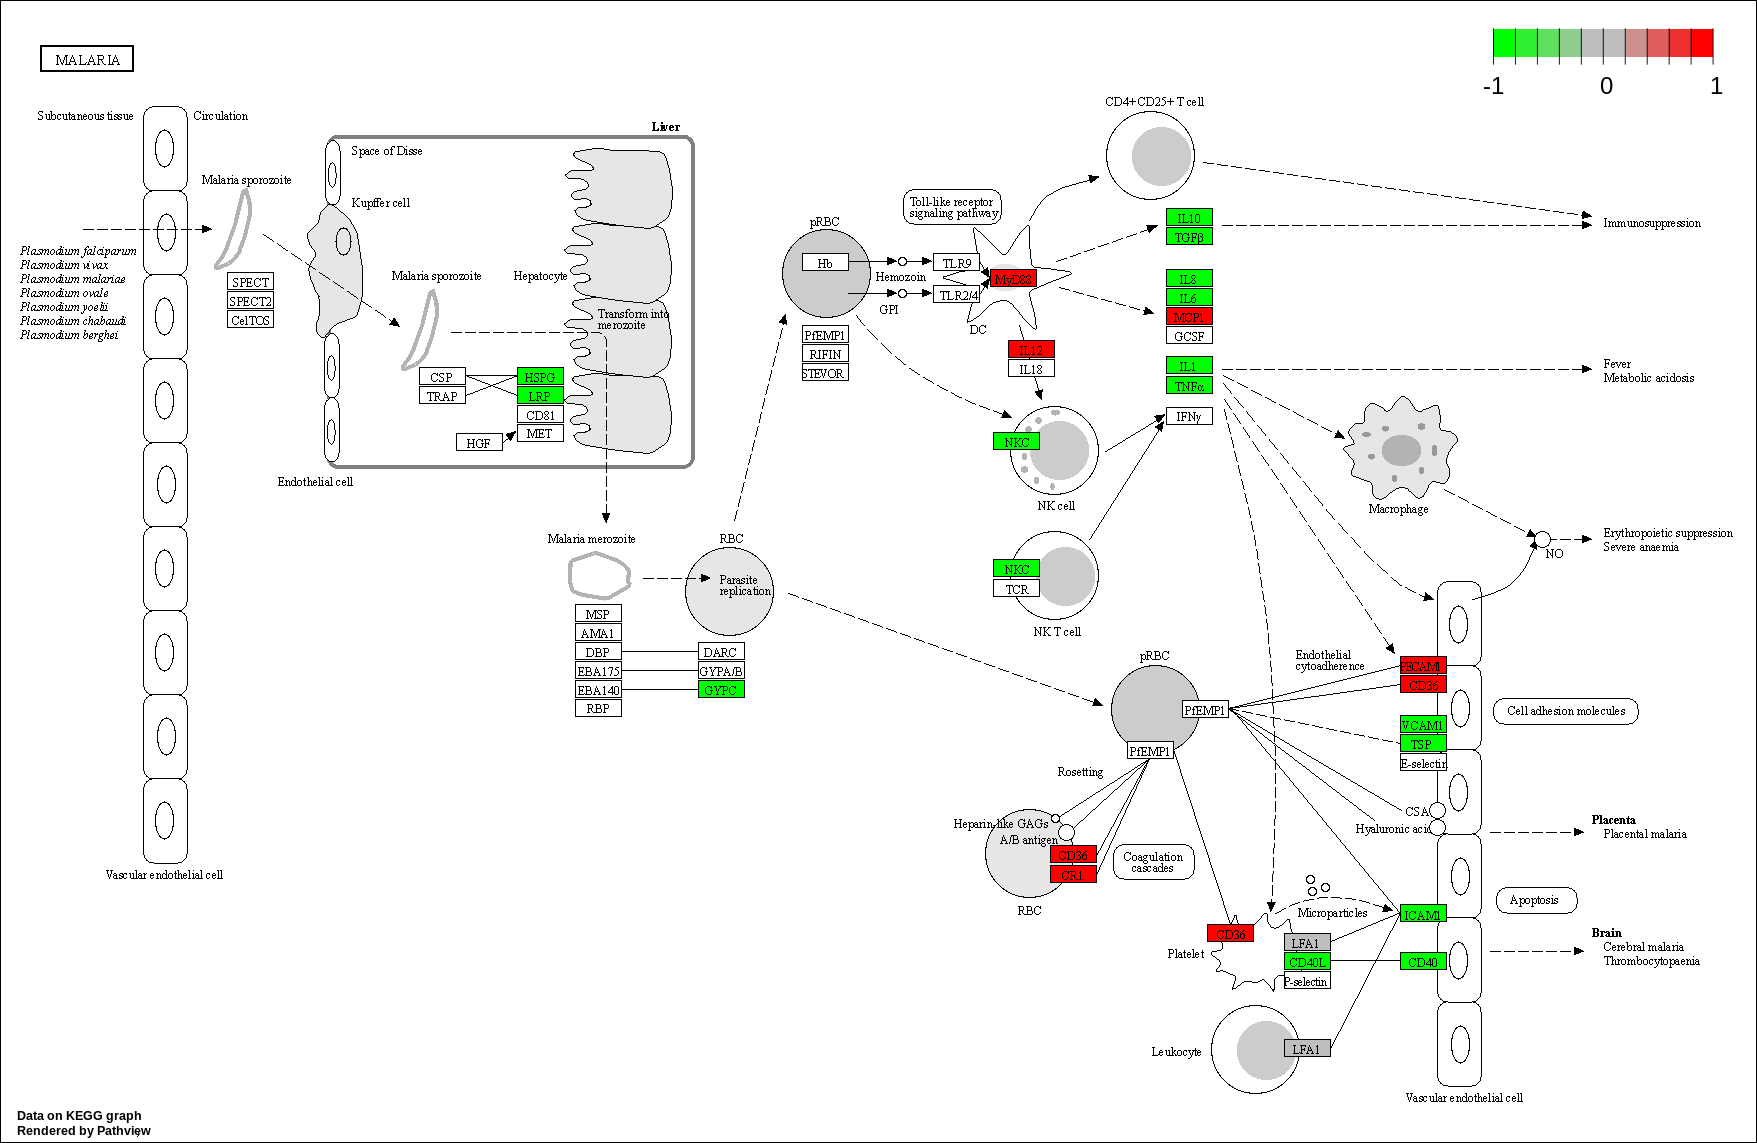 MALARIA
-1
0
1
Subcutaneous tissue
Circulation
Malaria sporozoite
Plasmodium falciparum
Plasmodium vivax
Plasmodium malariae
Plasmodium ovale
Plasmodium yoelii
Plasmodium chabaudi
Plasmodium berghei
SPECT
SPECT2
CelTOS
Vascular endothelial cell
Liver
Space of Disse
Kupffer cell
Malaria sporozoite
Hepatocyte
Transform into
merozoite
CSP
TRAP
HSPG
LRP
CD81
MET
HGF
Endothelial cell
Malaria merozoite
MSP
AMA1
DBP
EBA175
EBA140
RBP
RBC
Parasite
replication
DARC
GYPA/B
GYPC
pRBC
Hb
Hemozoin
GPI
PfEMP1
RIFIN
STEVOR
Toll-like receptor
signaling pathway
TLR9
TLR2/4
MyD88
DC
IL12
IL18
NKC
NK cell
NKC
TCR
NK T cell
CD4+CD25+ T cell
IL10
TGFβ
IL8
IL6
MCP1
GCSF
IL1
TNFα
IFNγ
Immunosuppression
Fever
Metabolic acidosis
Macrophage
NO
Erythropoietic suppression
Severe anaemia
pRBC
PfEMP1
PfEMP1
Rosetting
Heparin-like GAGs
A/B antigen
CD36
CR1
RBC
Coagulation
cascades
Endothelial
cytoadherence
PECAM1
CD36
VCAM1
TSP
E-selectin
CSA
Hyaluronic acid
Cell adhesion molecules
Placenta
Placental malaria
Apoptosis
Brain
Cerebral malaria
Thrombocytopaenia
Microparticles
ICAM1
CD40
CD36
Platelet
LFA1
CD40L
P-selectin
Leukocyte
LFA1
Vascular endothelial cell
Data on KEGG graph
Rendered by Pathview